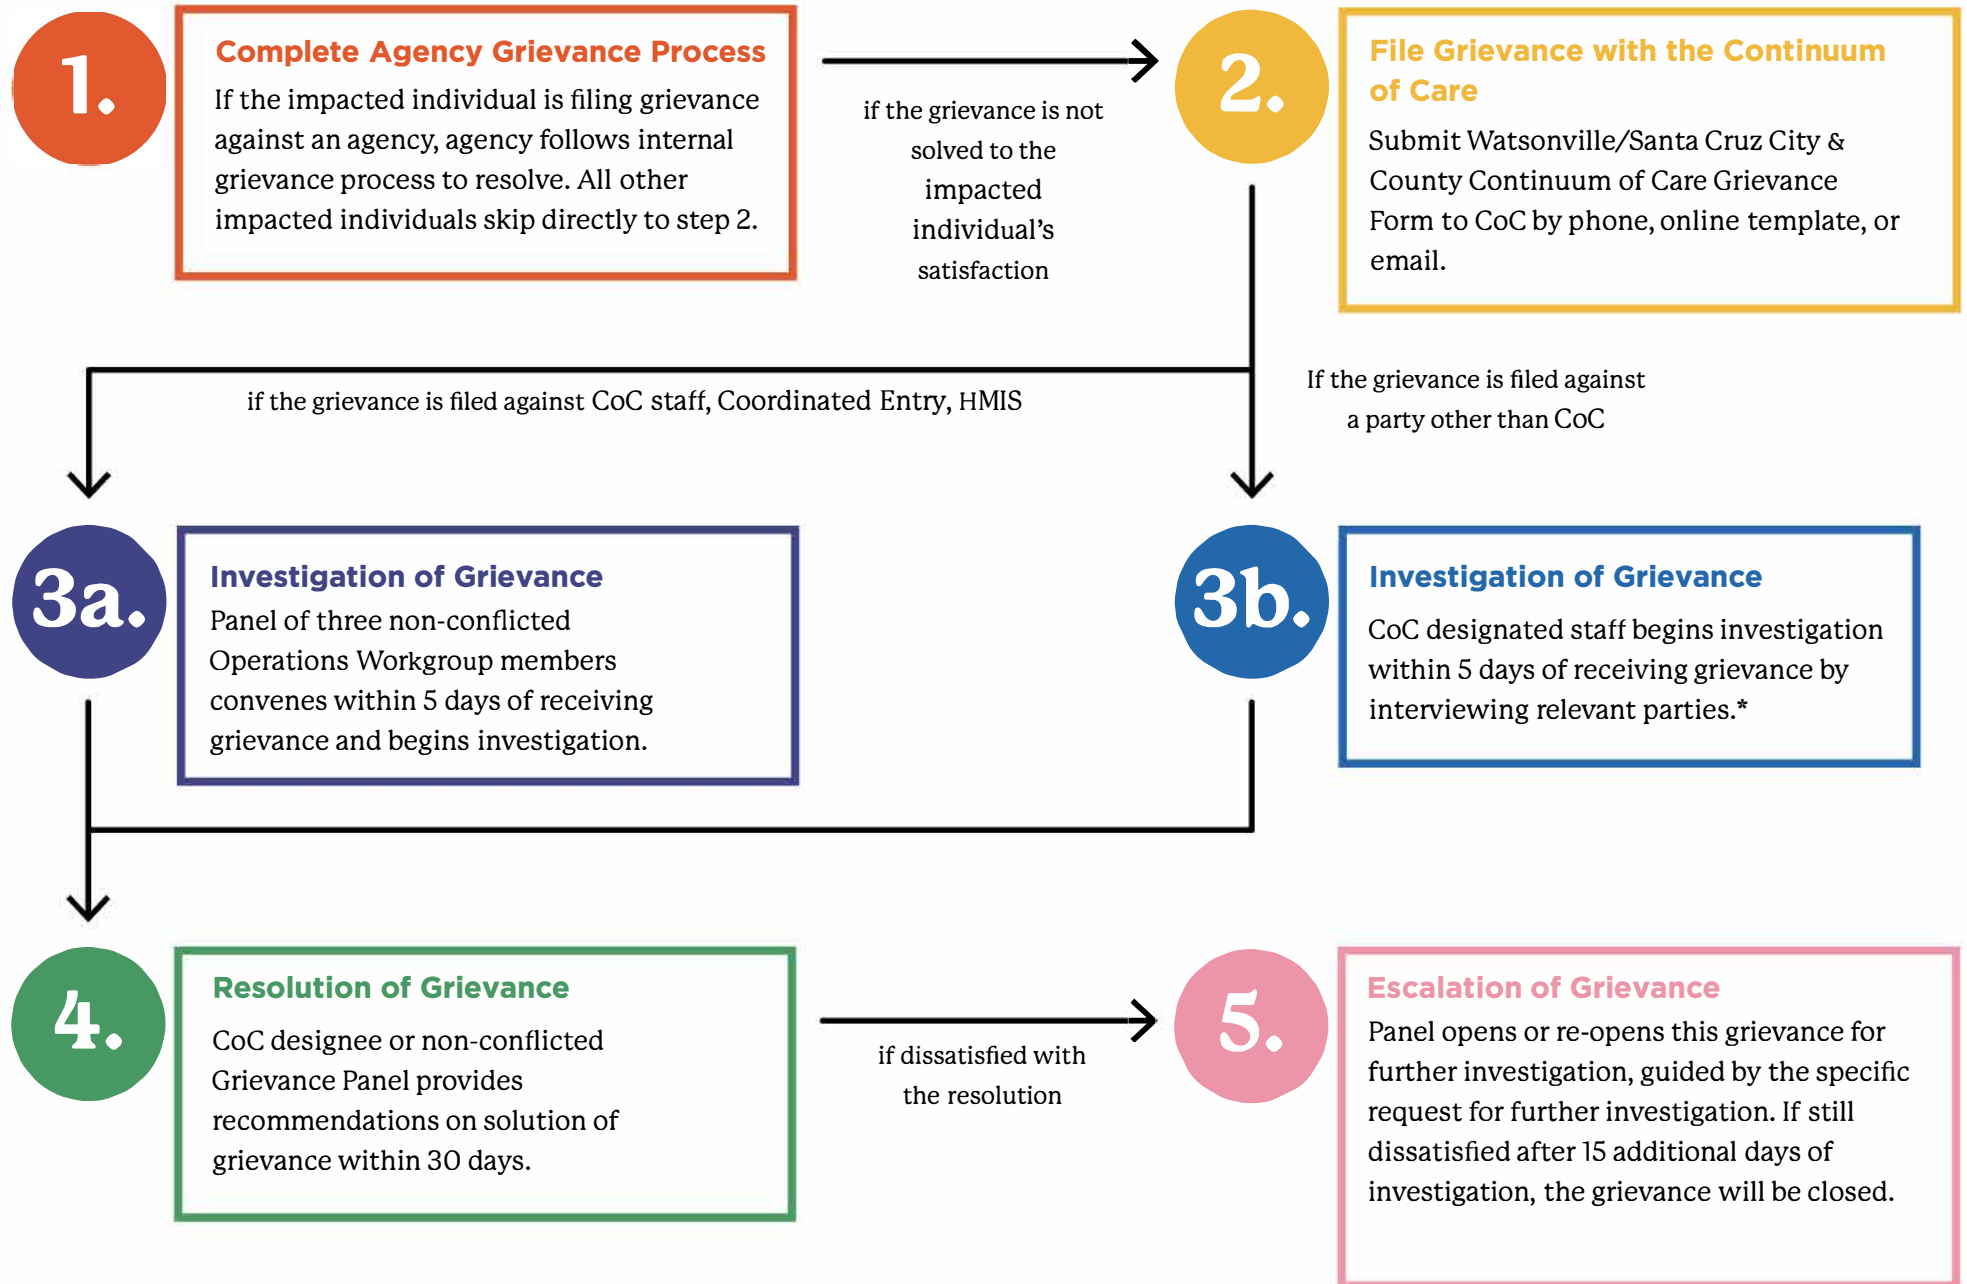 1.
Complete Agency Grievance Process
If the impacted individual is filing grievance
against an agency, agency follows internal
grievance process to resolve. All other
impacted individuals skip directly to step 2.
if the grievance is not
solved to the
impacted
individual's
satisfaction
2.
File Grievance with the Continuum
of Care
Submit Watsonville/Santa Cruz City &
County Continuum of Care Grievance
Form to CoC by phone, online template, or
email.
if the grievance is filed against CoC staff, Coordinated Entry, HMIS
If the grievance is filed against
a party other than CoC
3a.
Investigation of Grievance
Panel of three non-conflicted
Operations Workgroup members
convenes within 5 days of receiving
grievance and begins investigation.
3b.
Investigation of Grievance
CoC designated staff begins investigation
within 5 days of receiving grievance by
interviewing relevant parties.*
4.
Resolution of Grievance
CoC designee or non-conflicted
Grievance Panel provides
recommendations on solution of
grievance within 30 days.
if dissatisfied with
the resolution
5.
Escalation of Grievance
Panel opens or re-opens this grievance for
further investigation, guided by the specific
request for further investigation. If still
dissatisfied after 15 additional days of
investigation, the grievance will be closed.